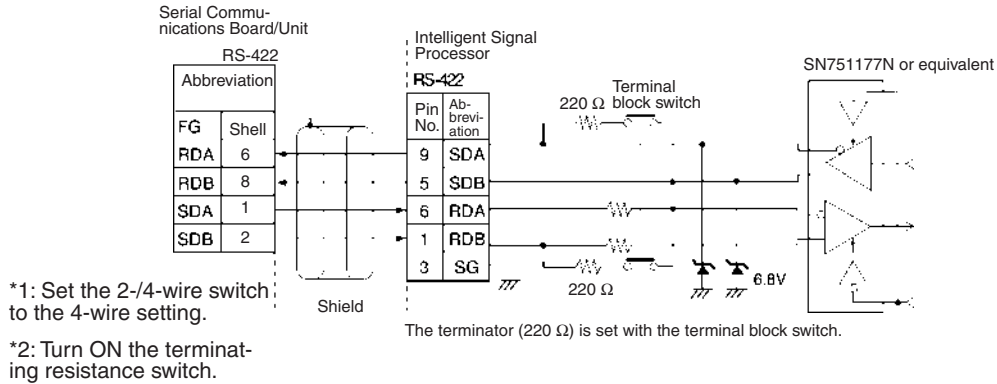 Serial Commu-
nications Board/Unit
RS-422
Abbreviation
FG Shell
RDA 6
RDB 8
SDA 1
SDB 2
Shield
Intelligent Signal
Processor
RS-422
Pin No. Ab-brevi-ation
9 SDA
5 SDB
6 RDA
1 RDB
3 SG
Terminal
220 Ω block switch
220 Ω
6.8V
SN751177N or equivalent
The terminator (220 Ω) is set with the terminal block switch.
*1: Set the 2-/4-wire switch
to the 4-wire setting.
*2: Turn ON the terminat-
ing resistance switch.